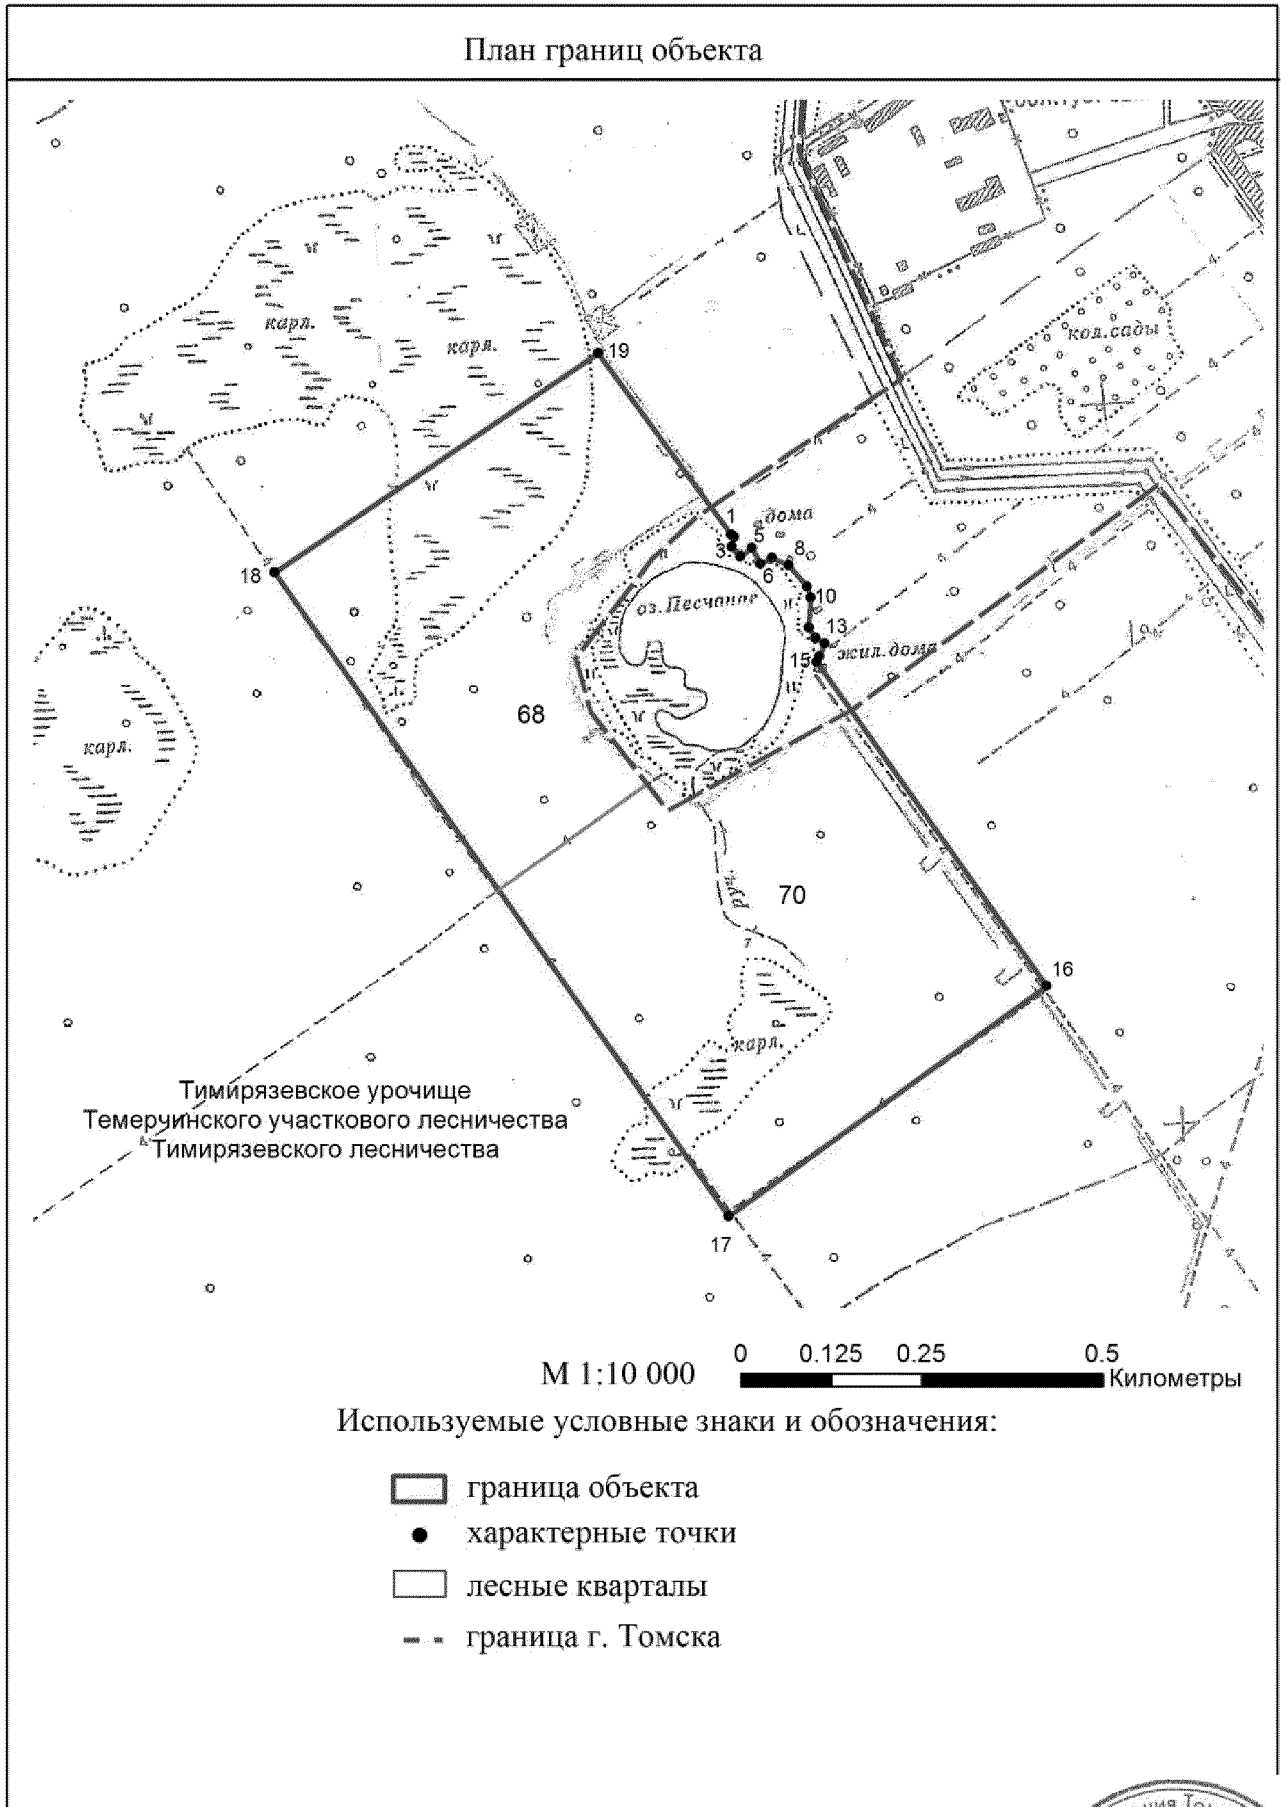 План границ объекта
карл.
карл.
кол.сады
19
1
дома
3
5
8
6
18
оз.Песчаное
10
13
15
жил.дома
68
карл.
70
руч.
16
карл.
Тимирязевское урочище
Темерчинского участкового лесничества
Тимирязевского лесничества
17
0 0.125 0.25 0.5
М 1:10 000
Километры
Используемые условные знаки и обозначения:
граница объекта
характерные точки
лесные кварталы
граница г. Томска